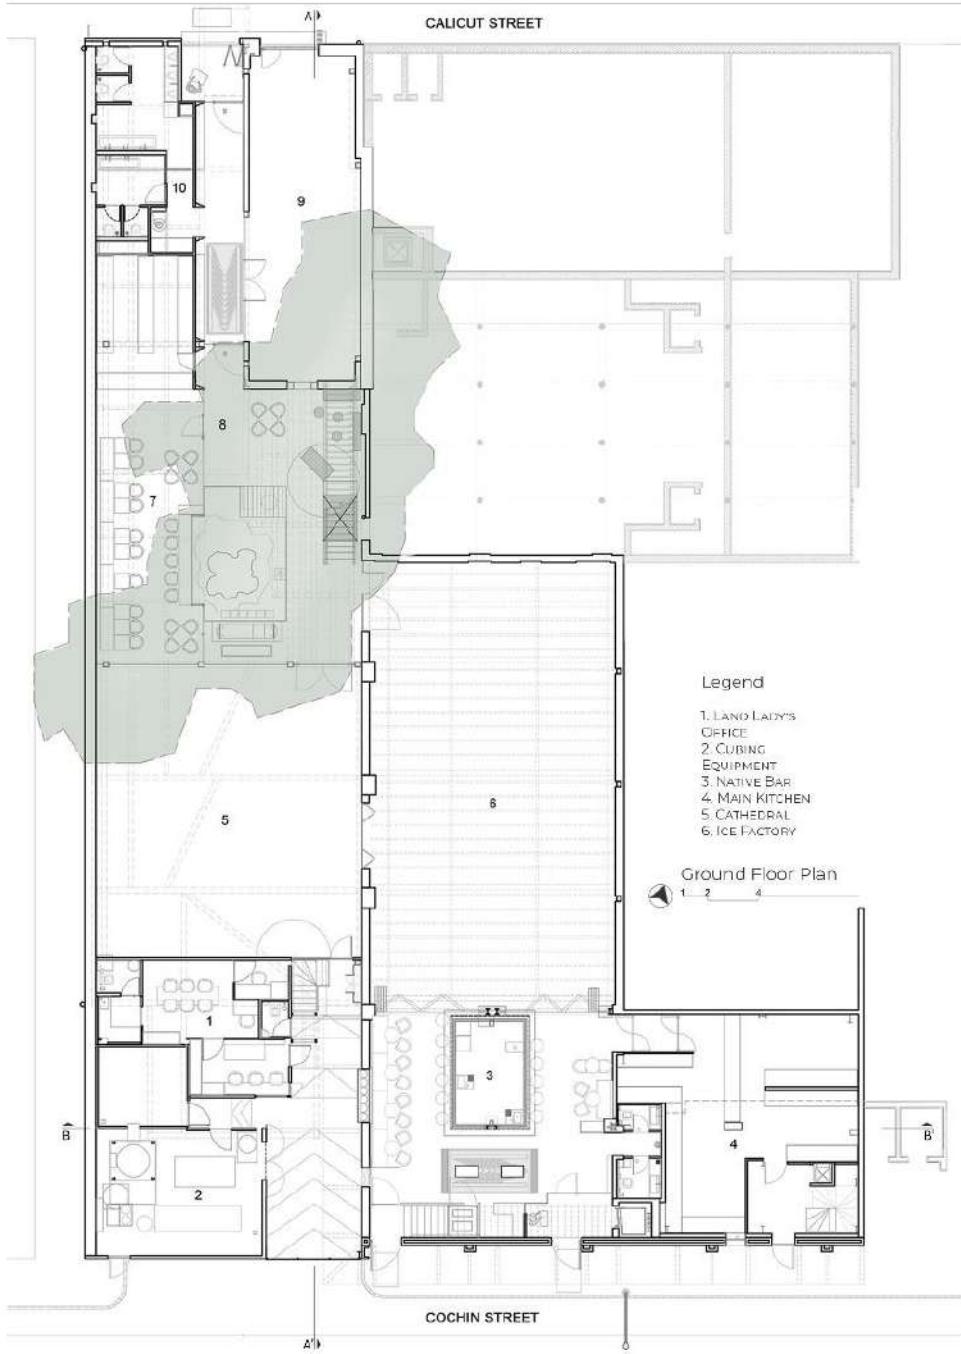 CALICUT STREET
A
10
9
8
7
5
6
Legend
1. LAND LADY'S
OFFICE
2. CUBING
EQUIPMENT
3. NATIVE BAR
4. MAIN KITCHEN
5. CATHEDRAL
6. ICE FACTORY
Ground Floor Plan
1 2 4
1
3
B
4
B'
2
COCHIN STREET
A'